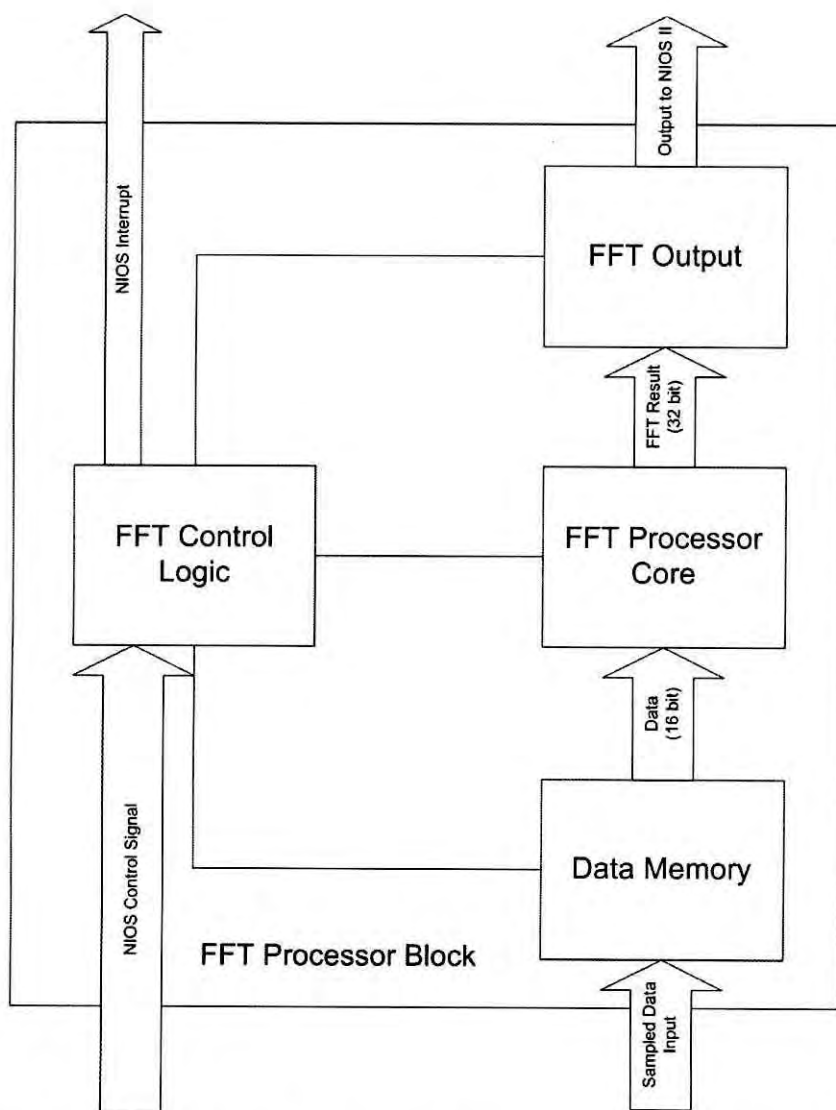 Output to NIOS II
NIOS Interrupt
FFT Output
FFT Result
(32 bit)
FFT Control
Logic
FFT Processor
Core
Data
(16 bit)
NIOS Control Signal
Data Memory
FFT Processor Block
Sampled Data
Input